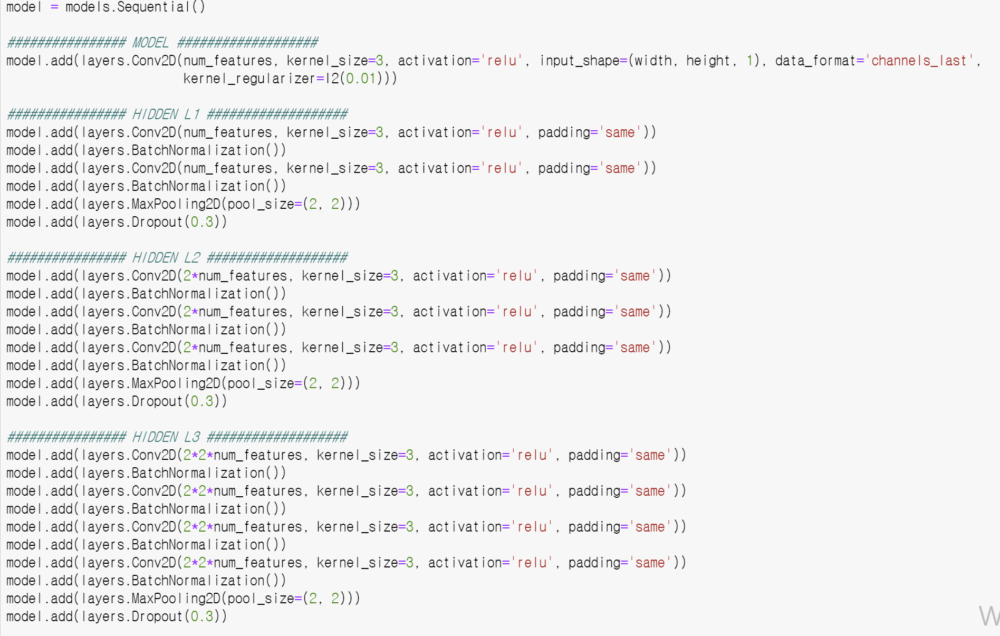 model = models.Sequential()
################ MODEL ###################
model.add(layers.Conv2D(num_features, kernel_size=3, activation='relu', input_shape=(width, height, 1), data_format='channels_last',
kernel_regularizer=l2(0.01)))
################ HIDDEN L1 ###################
model.add(layers.Conv2D(num_features, kernel_size=3, activation='relu', padding='same'))
model.add(layers.BatchNormalization())
model.add(layers.Conv2D(num_features, kernel_size=3, activation='relu', padding='same'))
model.add(layers.BatchNormalization())
model.add(layers.MaxPooling2D(pool_size=(2, 2)))
model.add(layers.Dropout(0.3))
################ HIDDEN L2 ###################
model.add(layers.Conv2D(2*num_features, kernel_size=3, activation='relu', padding='same'))
model.add(layers.BatchNormalization())
model.add(layers.Conv2D(2*num_features, kernel_size=3, activation='relu', padding='same'))
model.add(layers.BatchNormalization())
model.add(layers.Conv2D(2*num_features, kernel_size=3, activation='relu', padding='same'))
model.add(layers.BatchNormalization())
model.add(layers.MaxPooling2D(pool_size=(2, 2)))
model.add(layers.Dropout(0.3))
################ HIDDEN L3 ###################
model.add(layers.Conv2D(2*2*num_features, kernel_size=3, activation='relu', padding='same'))
model.add(layers.BatchNormalization())
model.add(layers.Conv2D(2*2*num_features, kernel_size=3, activation='relu', padding='same'))
model.add(layers.BatchNormalization())
model.add(layers.Conv2D(2*2*num_features, kernel_size=3, activation='relu', padding='same'))
model.add(layers.BatchNormalization())
model.add(layers.Conv2D(2*2*num_features, kernel_size=3, activation='relu', padding='same'))
model.add(layers.BatchNormalization())
model.add(layers.MaxPooling2D(pool_size=(2, 2)))
model.add(layers.Dropout(0.3))